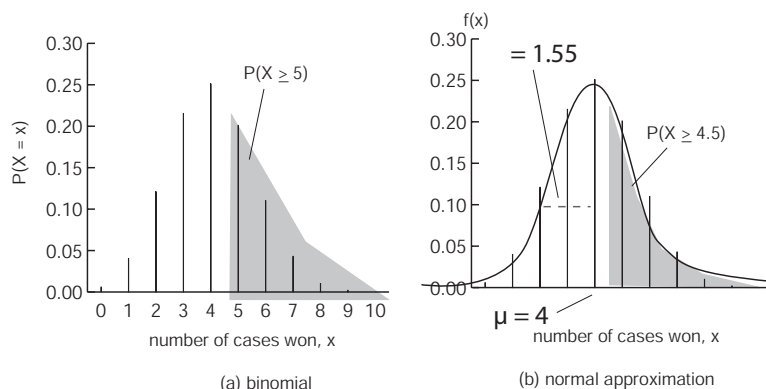 0.30
0.25
0.20
0.15
0.10
0.05
0.00
P(X = x)
P(X ≥ 5)
0 1 2 3 4 5 6 7 8 9 10
number of cases won, x
(a) binomial
f(x)
0.30
0.25
0.20
0.15
0.10
0.05
0.00
= 1.55
P(X ≥ 4.5)
μ = 4
number of cases won, x
(b) normal approximation